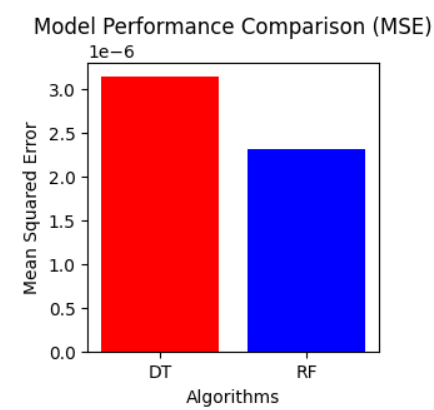 Model Performance Comparison (MSE)
1e−6
3.0
2.5
2.0
1.5
1.0
0.5
0.0
Mean Squared Error
DT RF
Algorithms